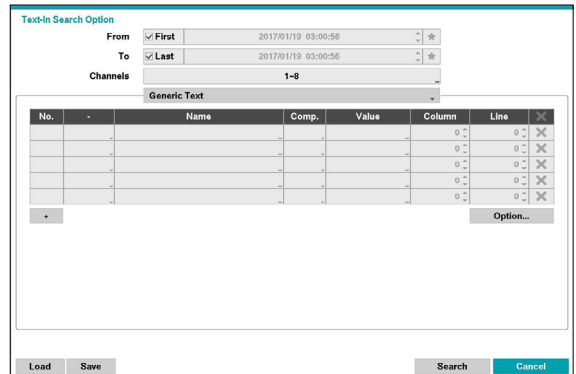 Text-In Search Option
From First 2017/01/19 03:00:56
To Last 2017/01/19 03:00:56
Channels 1~8
Generic Text
No. - Name Comp. Value Column Line
0 0
0 0
0 0
0 0
+ Option...
Load Save Search Cancel